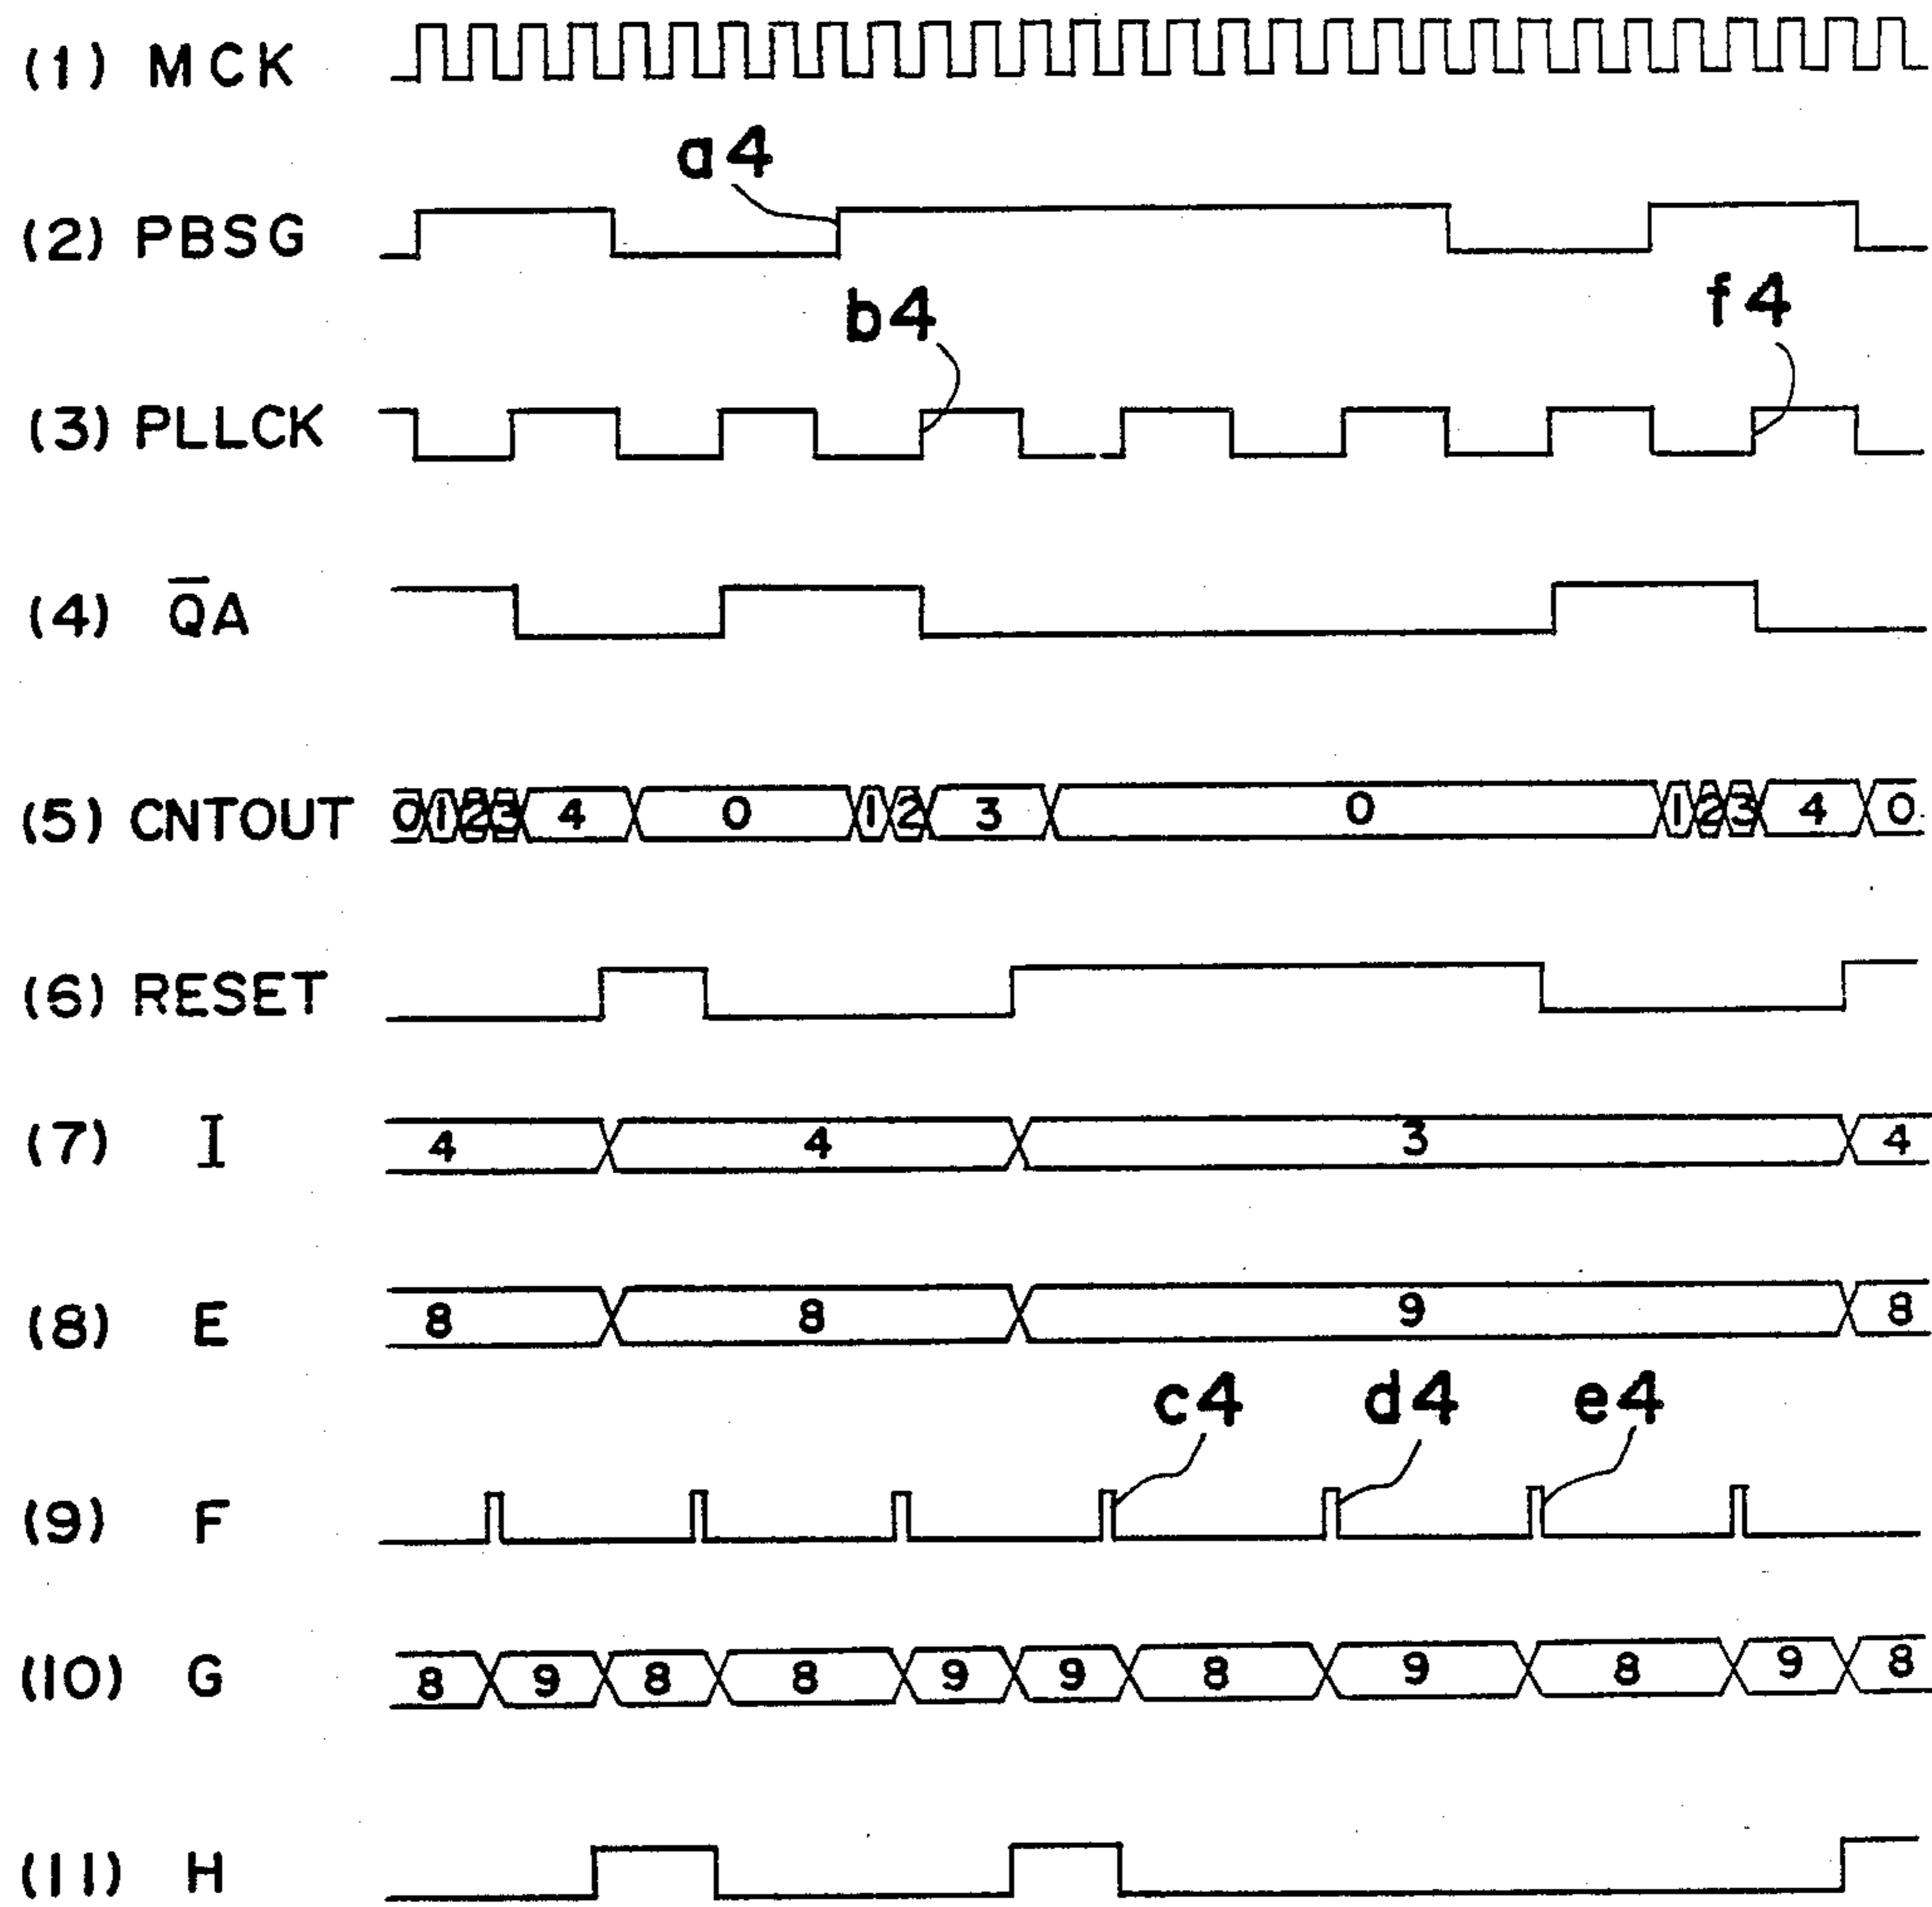 (1) MCK
a4
(2) PBSG
b4 f4
(3) PLLCK
(4) Q̅A
(5) CNTOUT 0 1 2 3 4 0 1 2 3 0 1 2 3 4 0
(6) RESET
(7) I 4 4 3 4
(8) E 8 8 9 8
c4 d4 e4
(9) F
(10) G 8 9 8 8 9 9 8 9 8 9 8
(11) H